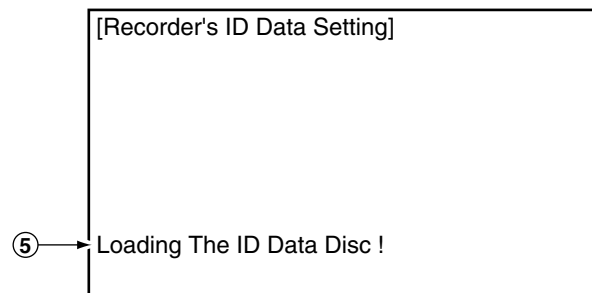 [Recorder's ID Data Setting]
⑤ Loading The ID Data Disc !